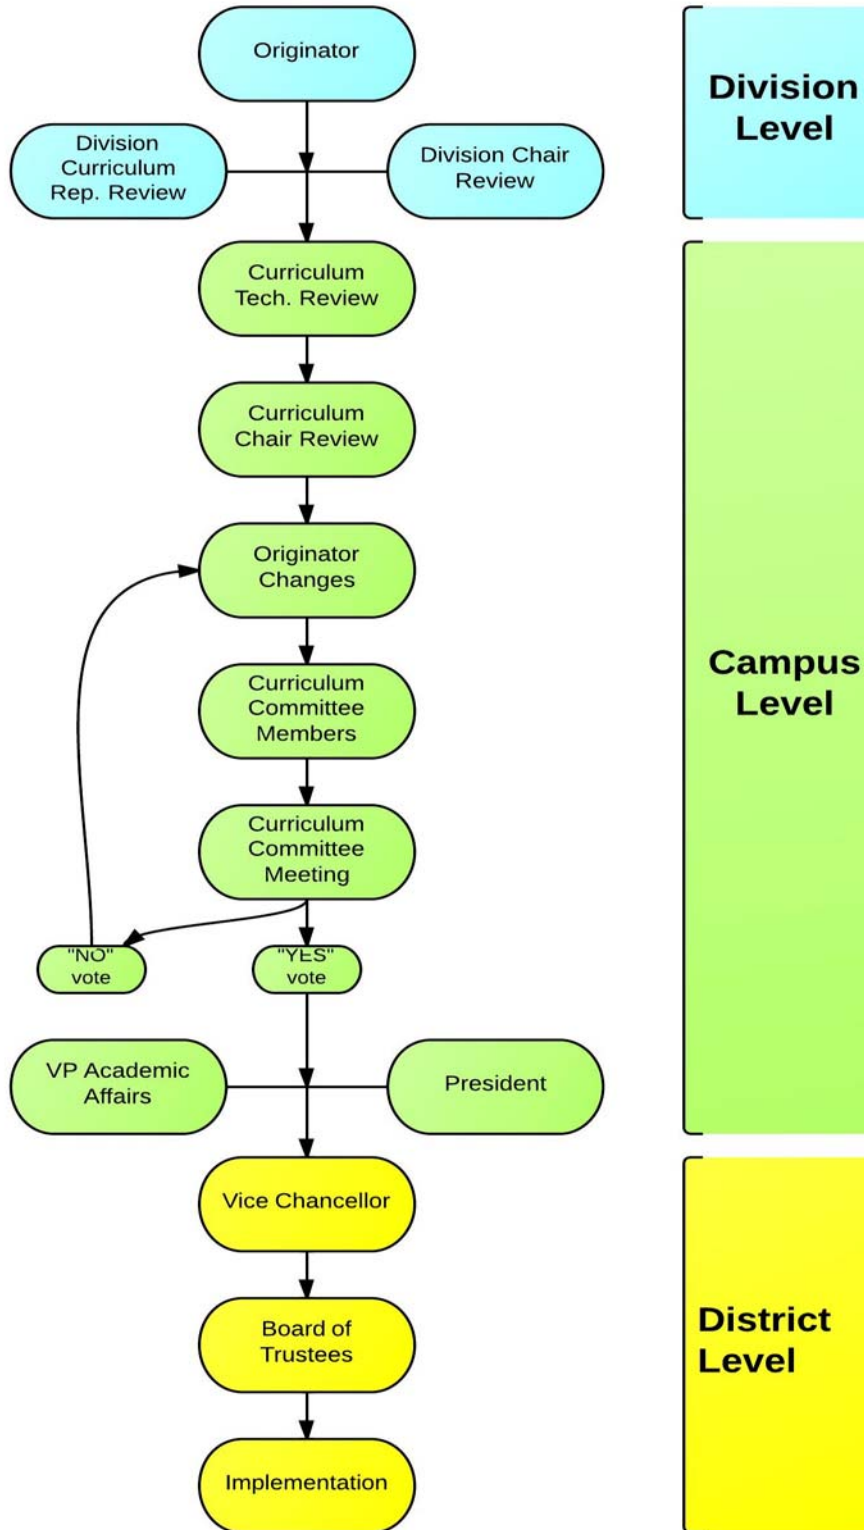 Originator
Division
Level
Division
Curriculum
Rep. Review
Division Chair
Review
Curriculum
Tech. Review
Curriculum
Chair Review
Originator
Changes
Campus
Level
Curriculum
Committee
Members
Curriculum
Committee
Meeting
"NO"
vote
"YES"
vote
VP Academic
Affairs
President
Vice Chancellor
Board of
Trustees
District
Level
Implementation